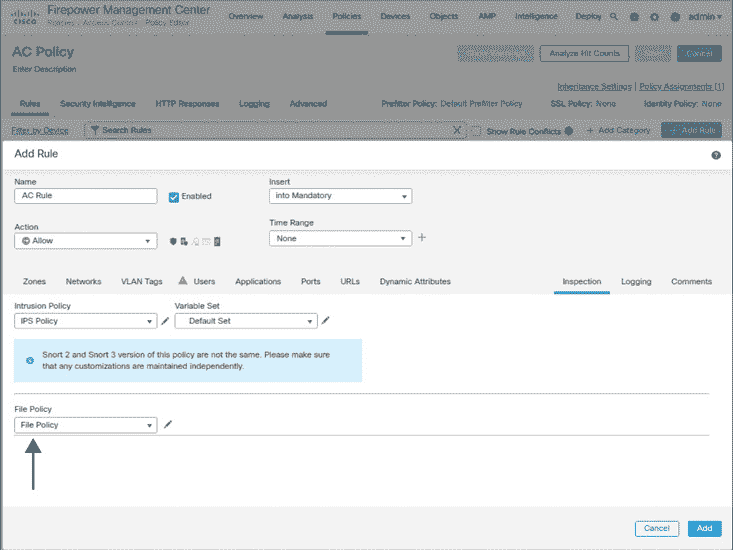 CISCO
Firepower Management Center
Policies / Access Control / Policy Editor
Overview Analysis Policies Devices Objects AMP Intelligence Deploy admin
AC Policy
Enter Description
Analyze Hit Counts Cancel
Inheritance Settings | Policy Assignments (1)
Rules Security Intelligence HTTP Responses Logging Advanced Prefilter Policy: Default Prefilter Policy SSL Policy: None Identity Policy: None
Filter by Device Search Rules Show Rule Conflicts + Add Category + Add Rule
Add Rule
Name Insert
AC Rule Enabled into Mandatory
Action Time Range
Allow None
Zones Networks VLAN Tags Users Applications Ports URLs Dynamic Attributes Inspection Logging Comments
Intrusion Policy Variable Set
IPS Policy Default Set
Snort 2 and Snort 3 version of this policy are not the same. Please make sure
that any customizations are maintained independently.
File Policy
File Policy
Cancel Add